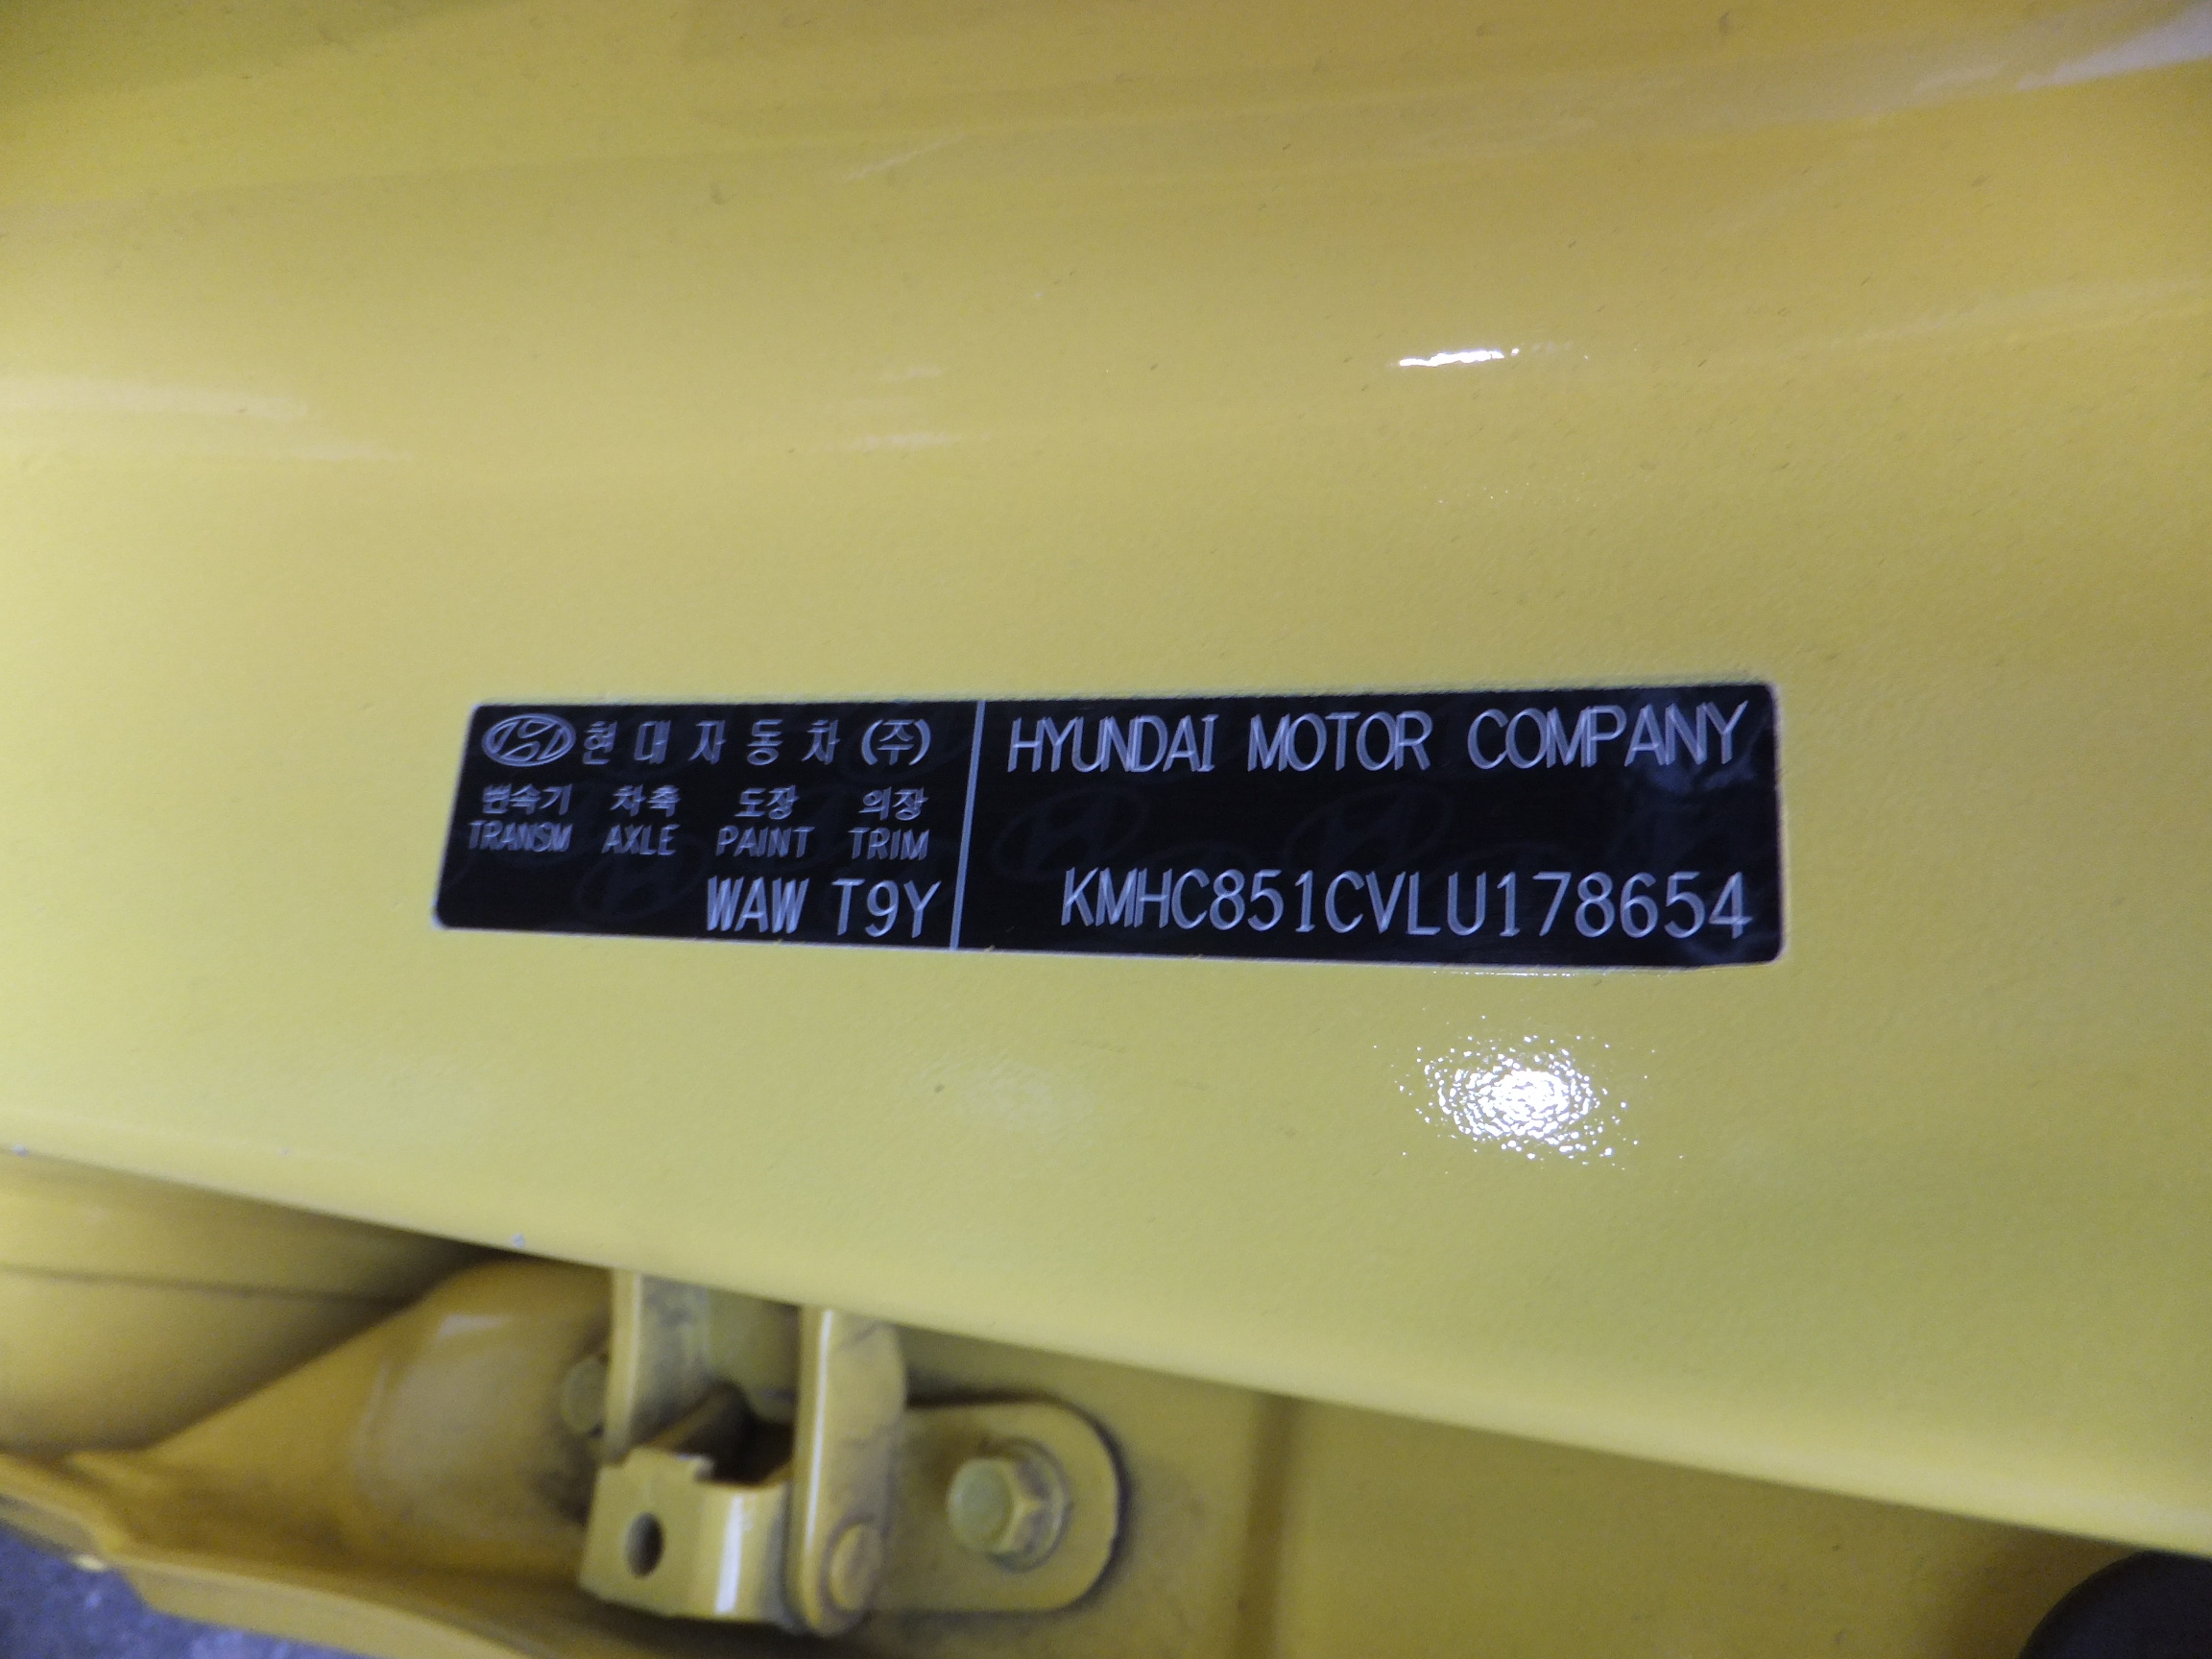 현대자동차(주)
변속기 차축 도장 의장
TRANSM AXLE PAINT TRIM
WAW T9Y
HYUNDAI MOTOR COMPANY
KMHC851CVLU178654